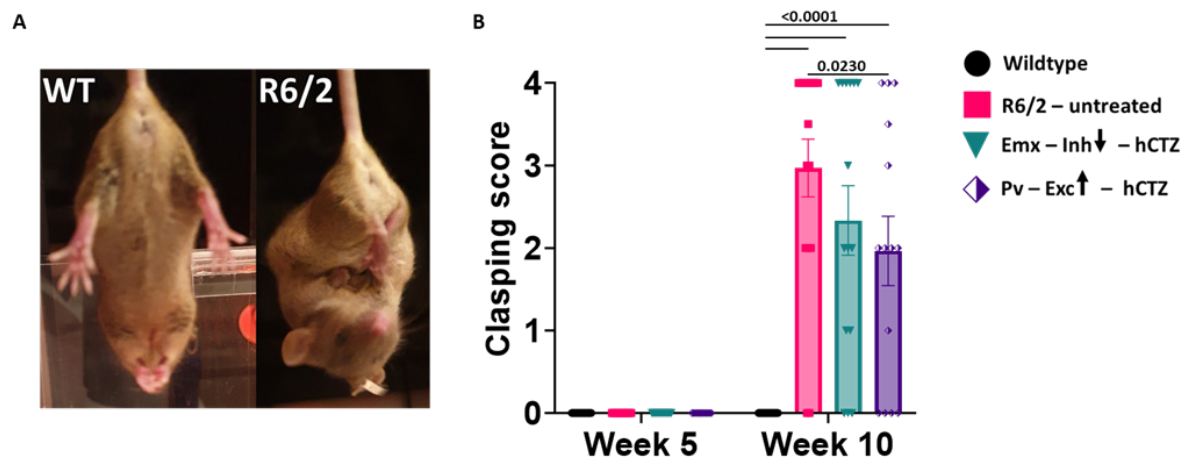 A
B
WT
R6/2
<0.0001
0.0230
Clasping score
4
3
2
1
0
Week 5
Week 10
Wildtype
R6/2 – untreated
Emx – Inh↓ – hCTZ
Pv – Exc↑ – hCTZ